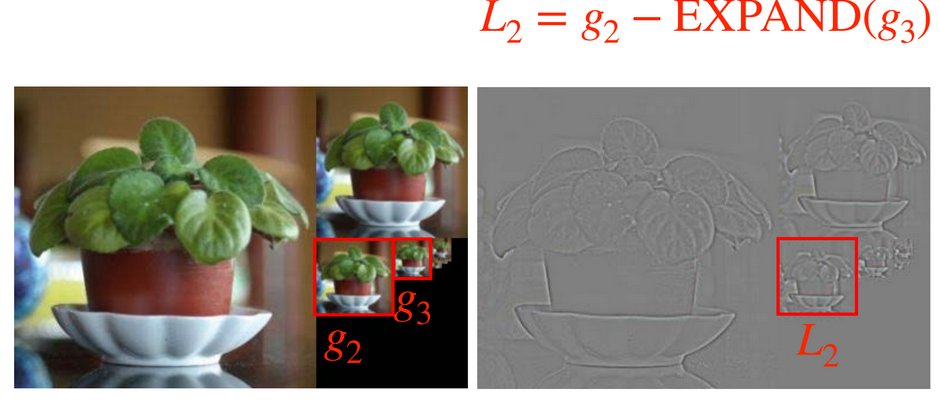 L₂ = g₂ − EXPAND(g₃)
g₃
g₂
L₂